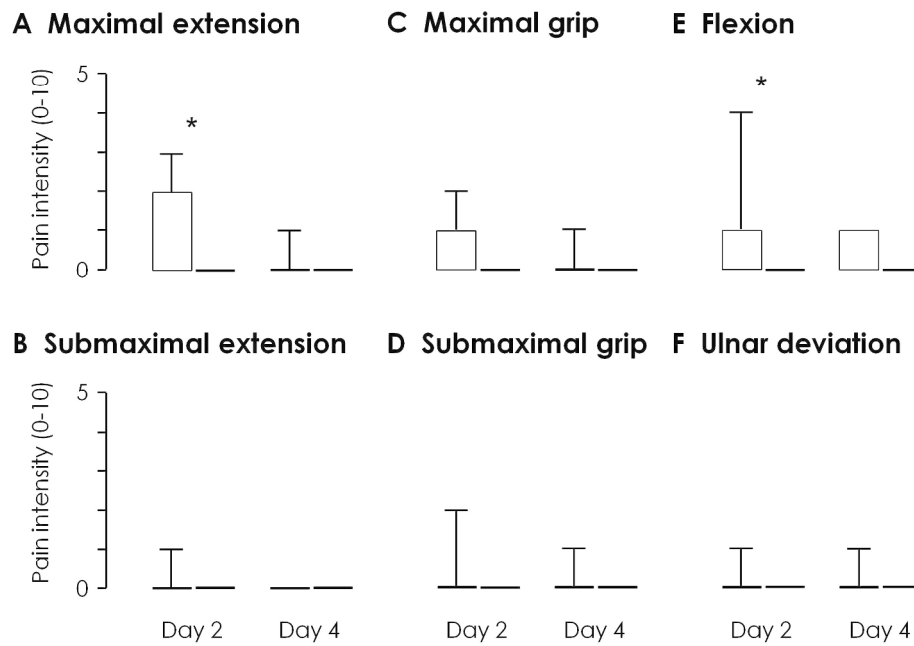 A Maximal extension
C Maximal grip
E Flexion
Pain intensity (0-10)
5
0
*
*
B Submaximal extension
D Submaximal grip
F Ulnar deviation
Pain intensity (0-10)
5
0
Day 2
Day 4
Day 2
Day 4
Day 2
Day 4